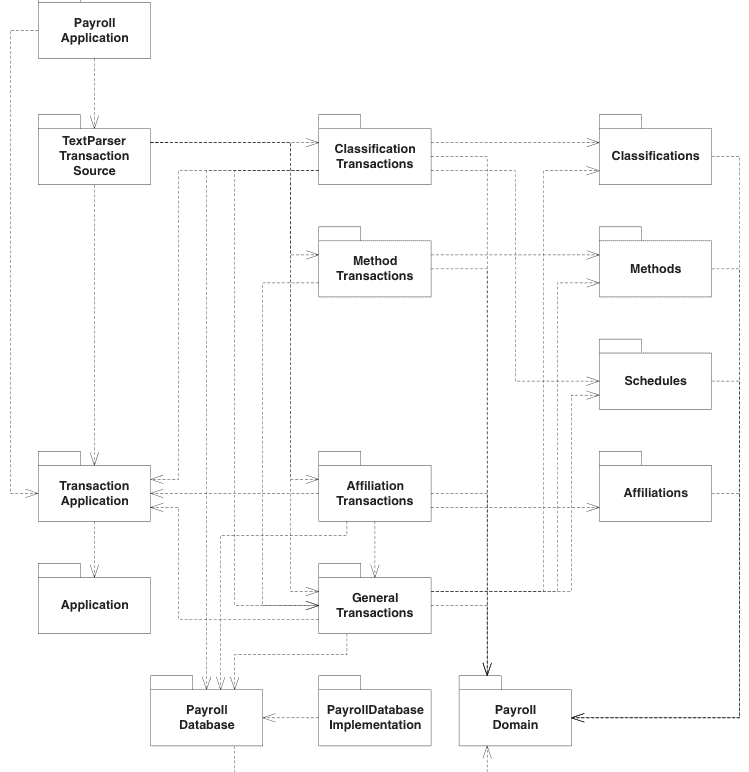 Payroll
Application
TextParser
Transaction
Source
Classification
Transactions
Classifications
Method
Transactions
Methods
Schedules
Transaction
Application
Affiliation
Transactions
Affiliations
Application
General
Transactions
Payroll
Database
PayrollDatabase
Implementation
Payroll
Domain